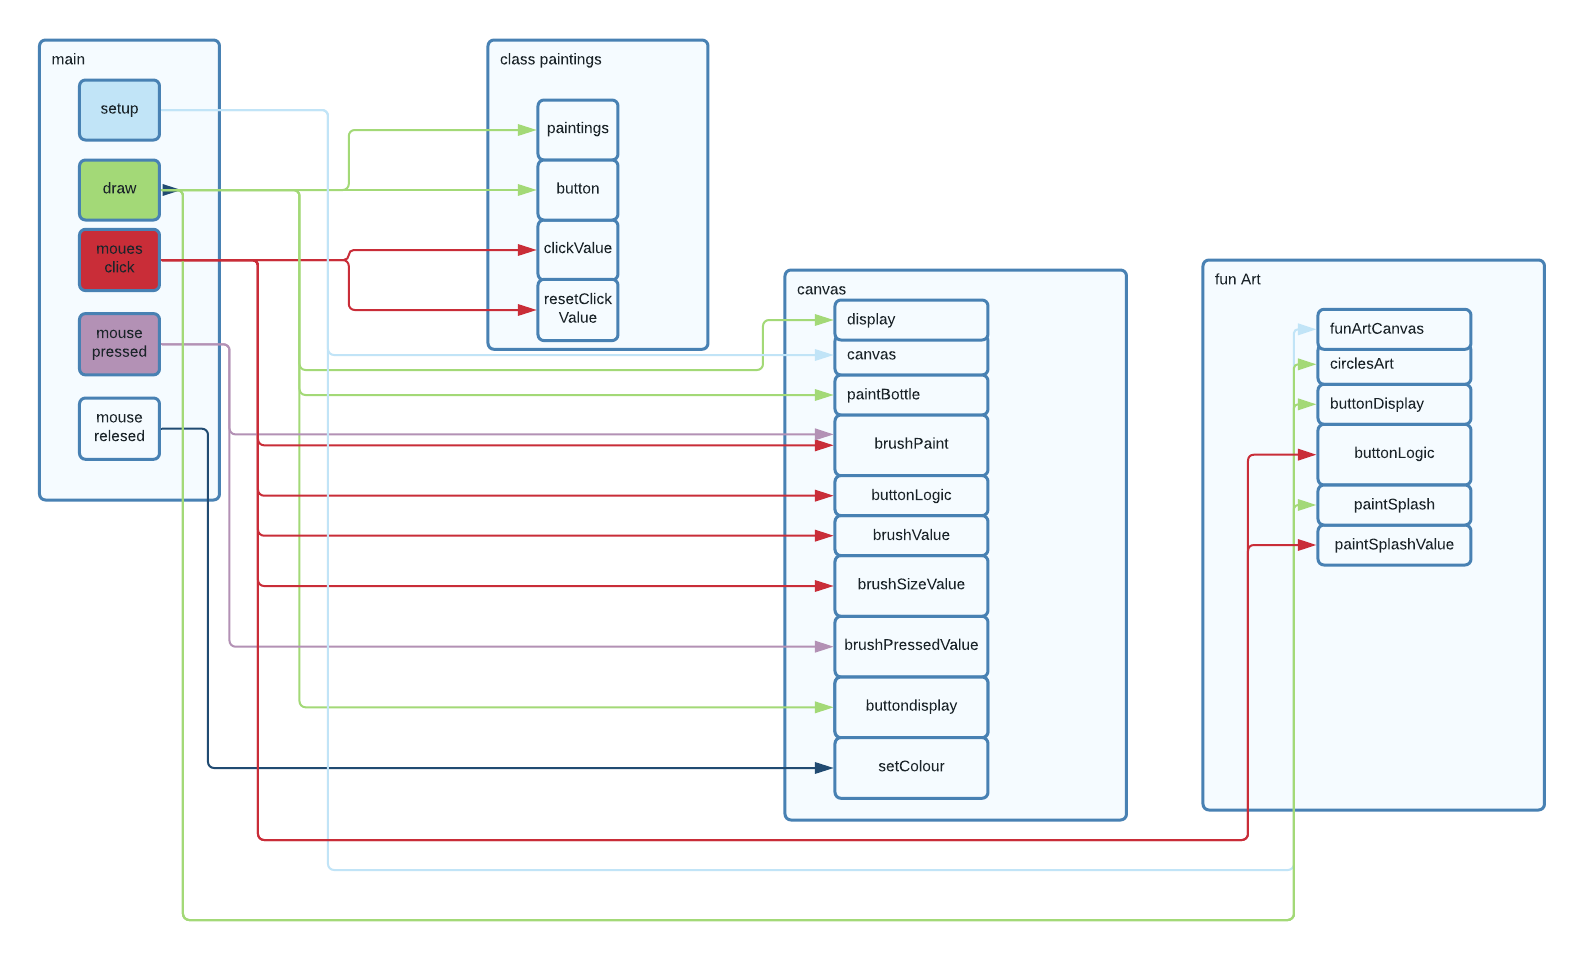 main
setup
draw
moues
click
mouse
pressed
mouse
relesed
class paintings
paintings
button
clickValue
resetClick
Value
canvas
display
canvas
paintBottle
brushPaint
buttonLogic
brushValue
brushSizeValue
brushPressedValue
buttondisplay
setColour
fun Art
funArtCanvas
circlesArt
buttonDisplay
buttonLogic
paintSplash
paintSplashValue